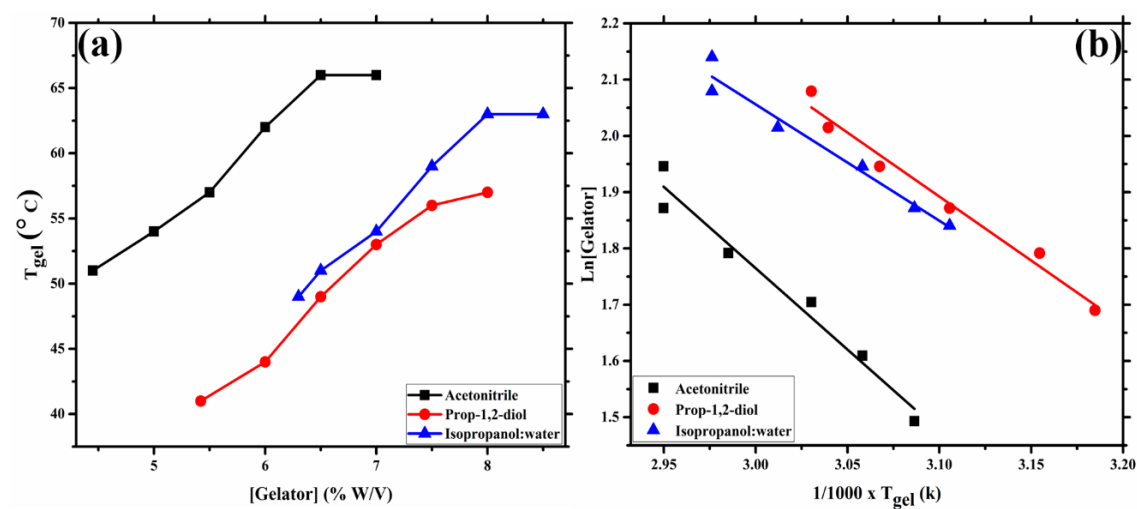 (a)
70
65
60
55
50
45
40
T_gel (° C)
5
6
7
8
[Gelator] (% W/V)
Acetonitrile
Prop-1,2-diol
Isopropanol:water
(b)
2.2
2.1
2.0
1.9
1.8
1.7
1.6
1.5
Ln[Gelator]
2.95
3.00
3.05
3.10
3.15
3.20
1/1000 x T_gel (k)
Acetonitrile
Prop-1,2-diol
Isopropanol:water